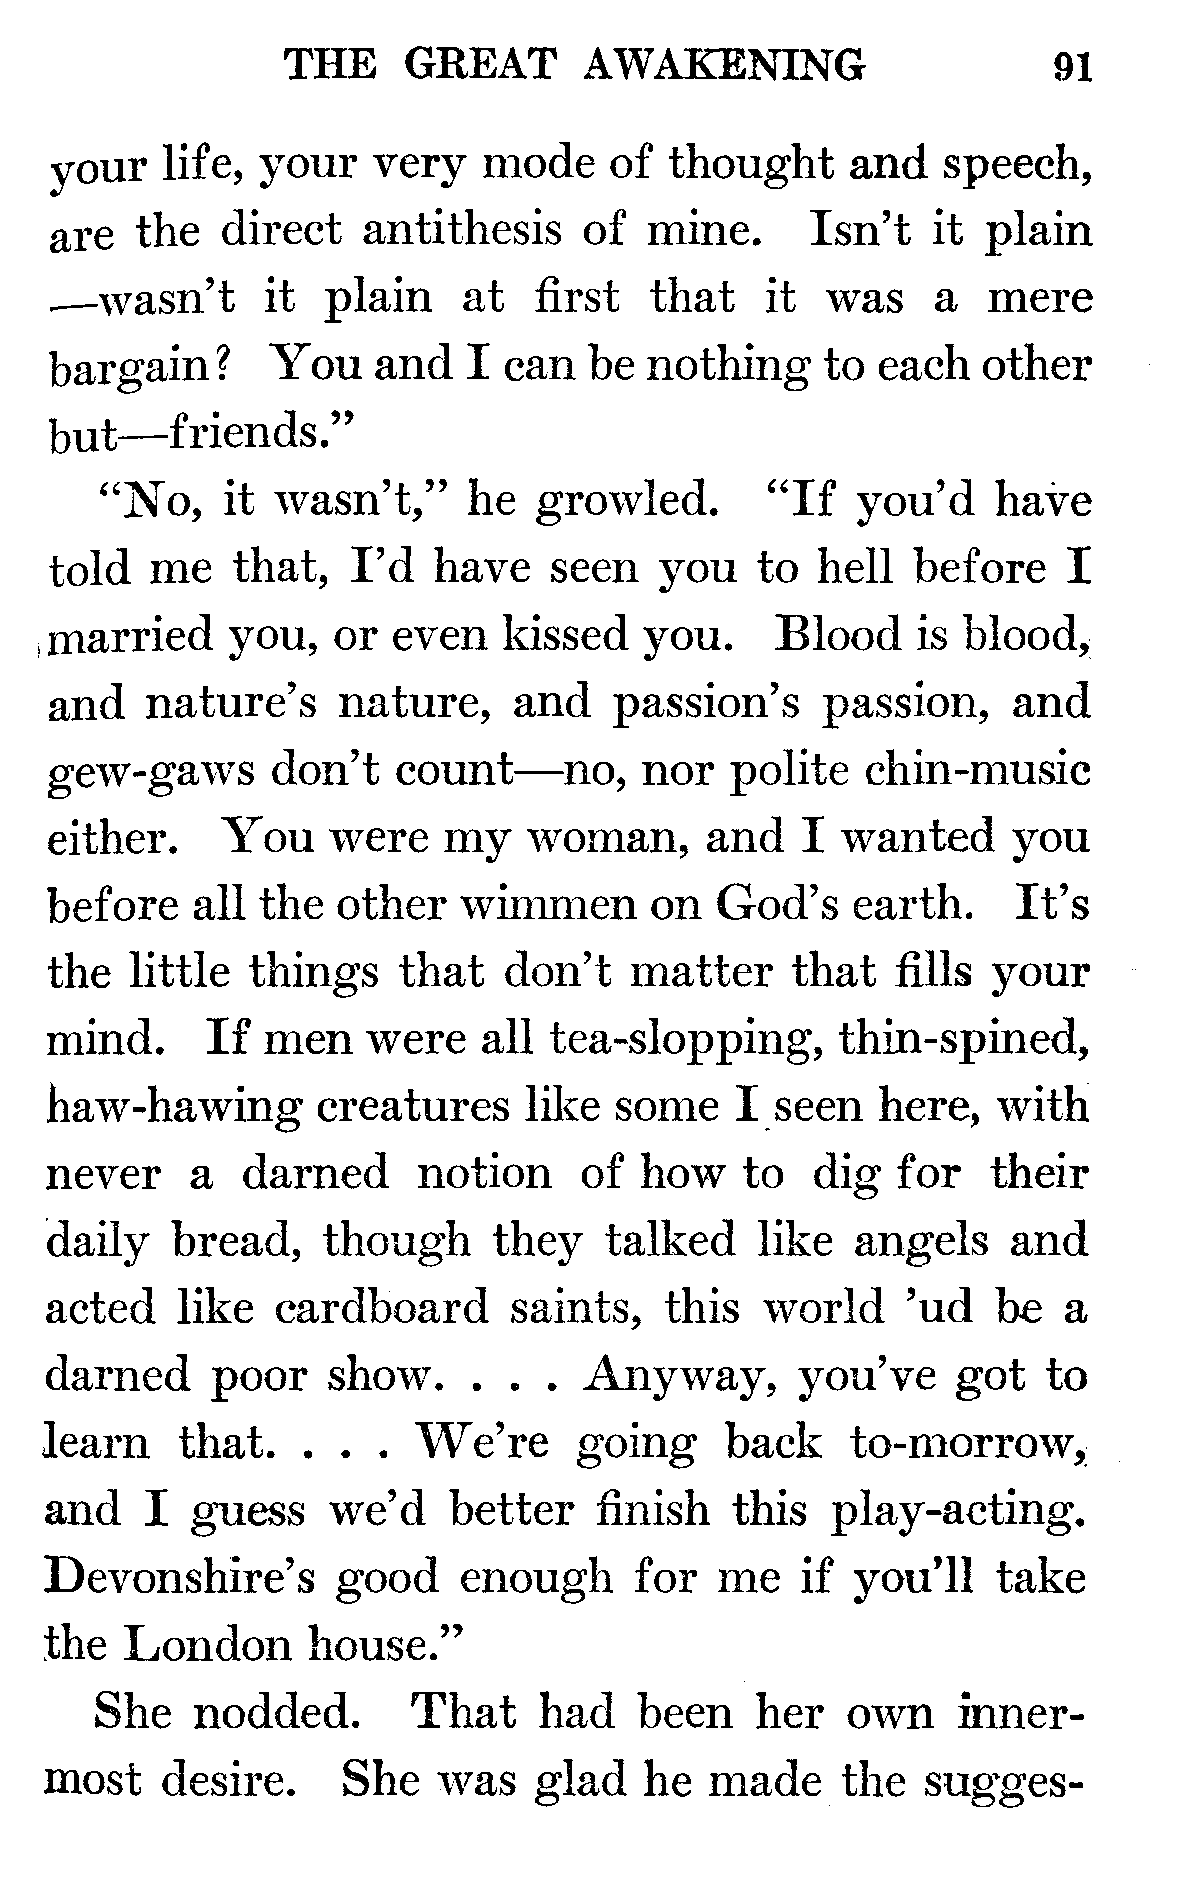 THE GREAT AWAKENING 91
your life, your very mode of thought and speech,
are the direct antithesis of mine. Isn't it plain
—wasn't it plain at first that it was a mere
bargain? You and I can be nothing to each other
but—friends."
"No, it wasn't," he growled. "If you'd have
told me that, I'd have seen you to hell before I
married you, or even kissed you. Blood is blood,
and nature's nature, and passion's passion, and
gew-gaws don't count—no, nor polite chin-music
either. You were my woman, and I wanted you
before all the other wimmen on God's earth. It's
the little things that don't matter that fills your
mind. If men were all tea-slopping, thin-spined,
haw-hawing creatures like some I seen here, with
never a darned notion of how to dig for their
daily bread, though they talked like angels and
acted like cardboard saints, this world 'ud be a
darned poor show. . . . Anyway, you've got to
learn that. . . . We're going back to-morrow,
and I guess we'd better finish this play-acting.
Devonshire's good enough for me if you'll take
the London house."
She nodded. That had been her own inner-
most desire. She was glad he made the sugges-